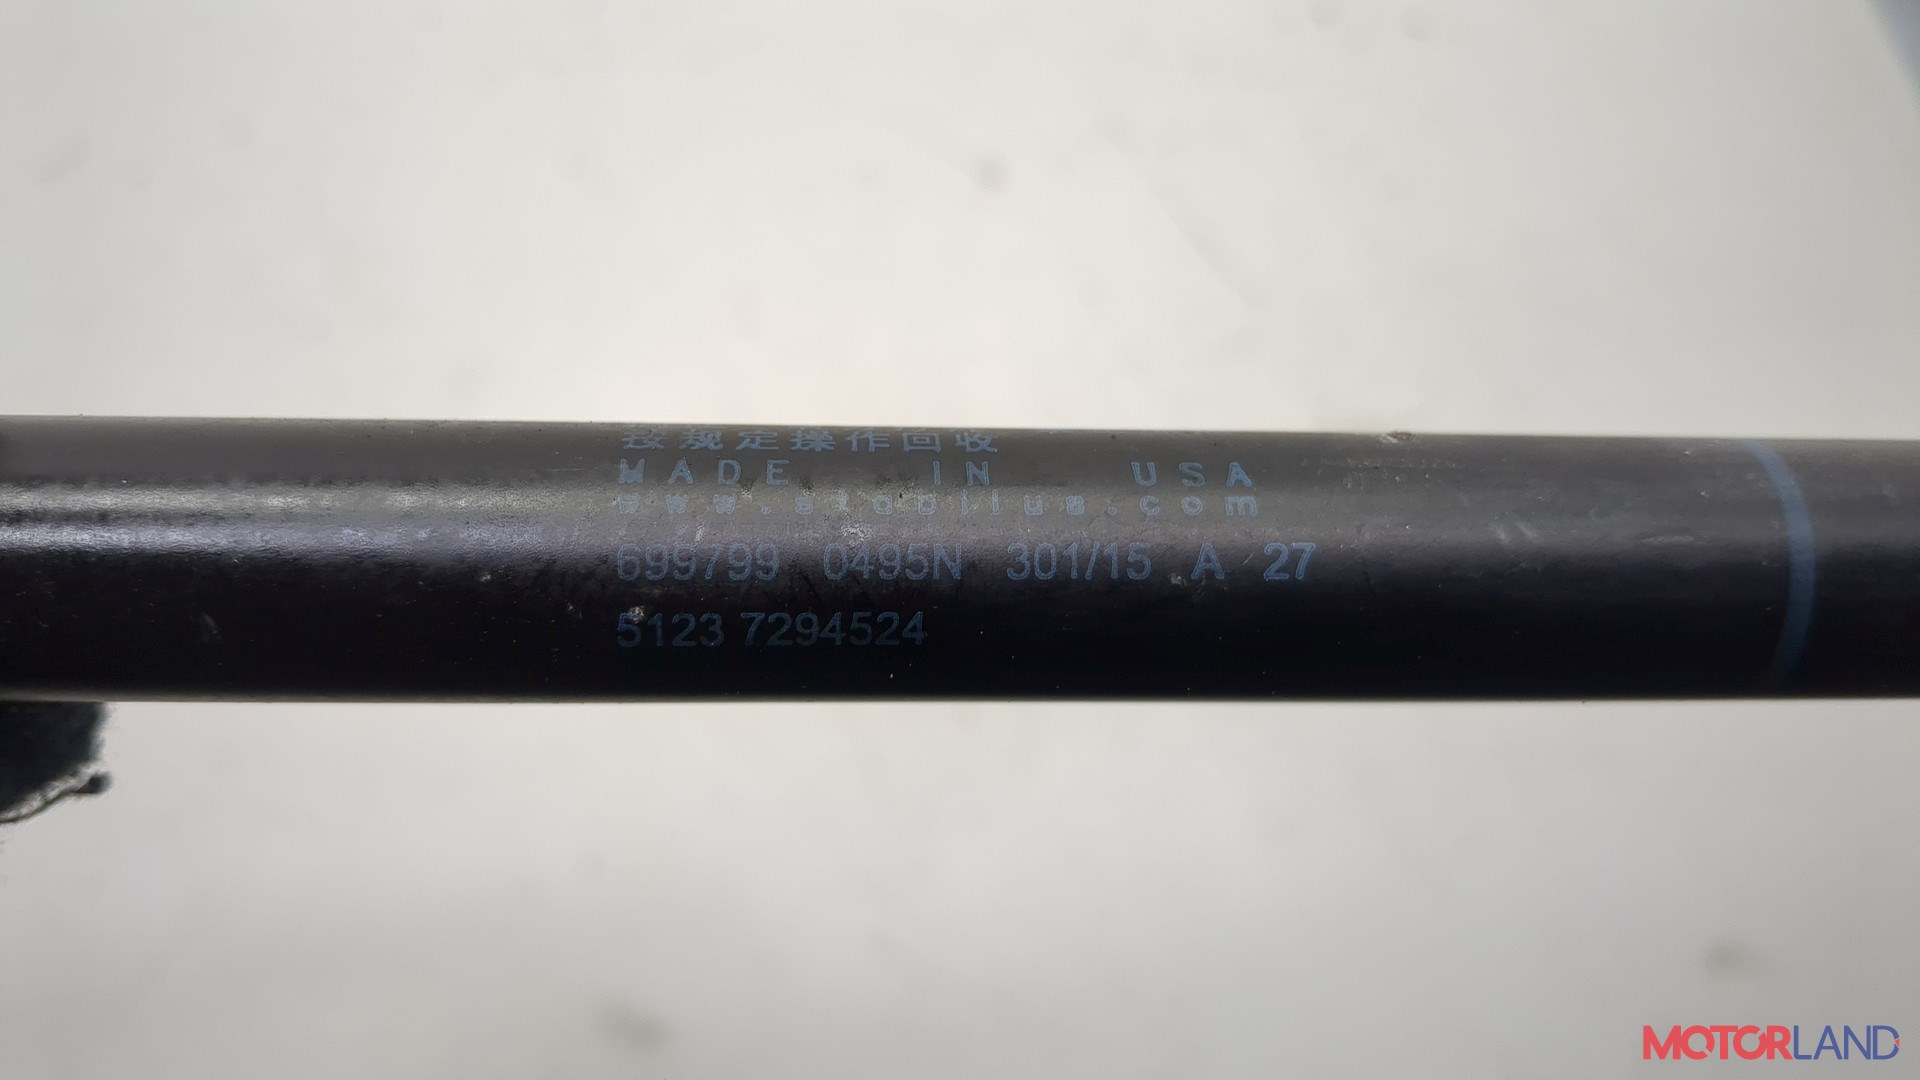 按规定操作回收
MADE IN USA
www.stabilus.com
699799 0495N 301/15 A 27
5123 7294524
MOTORLAND